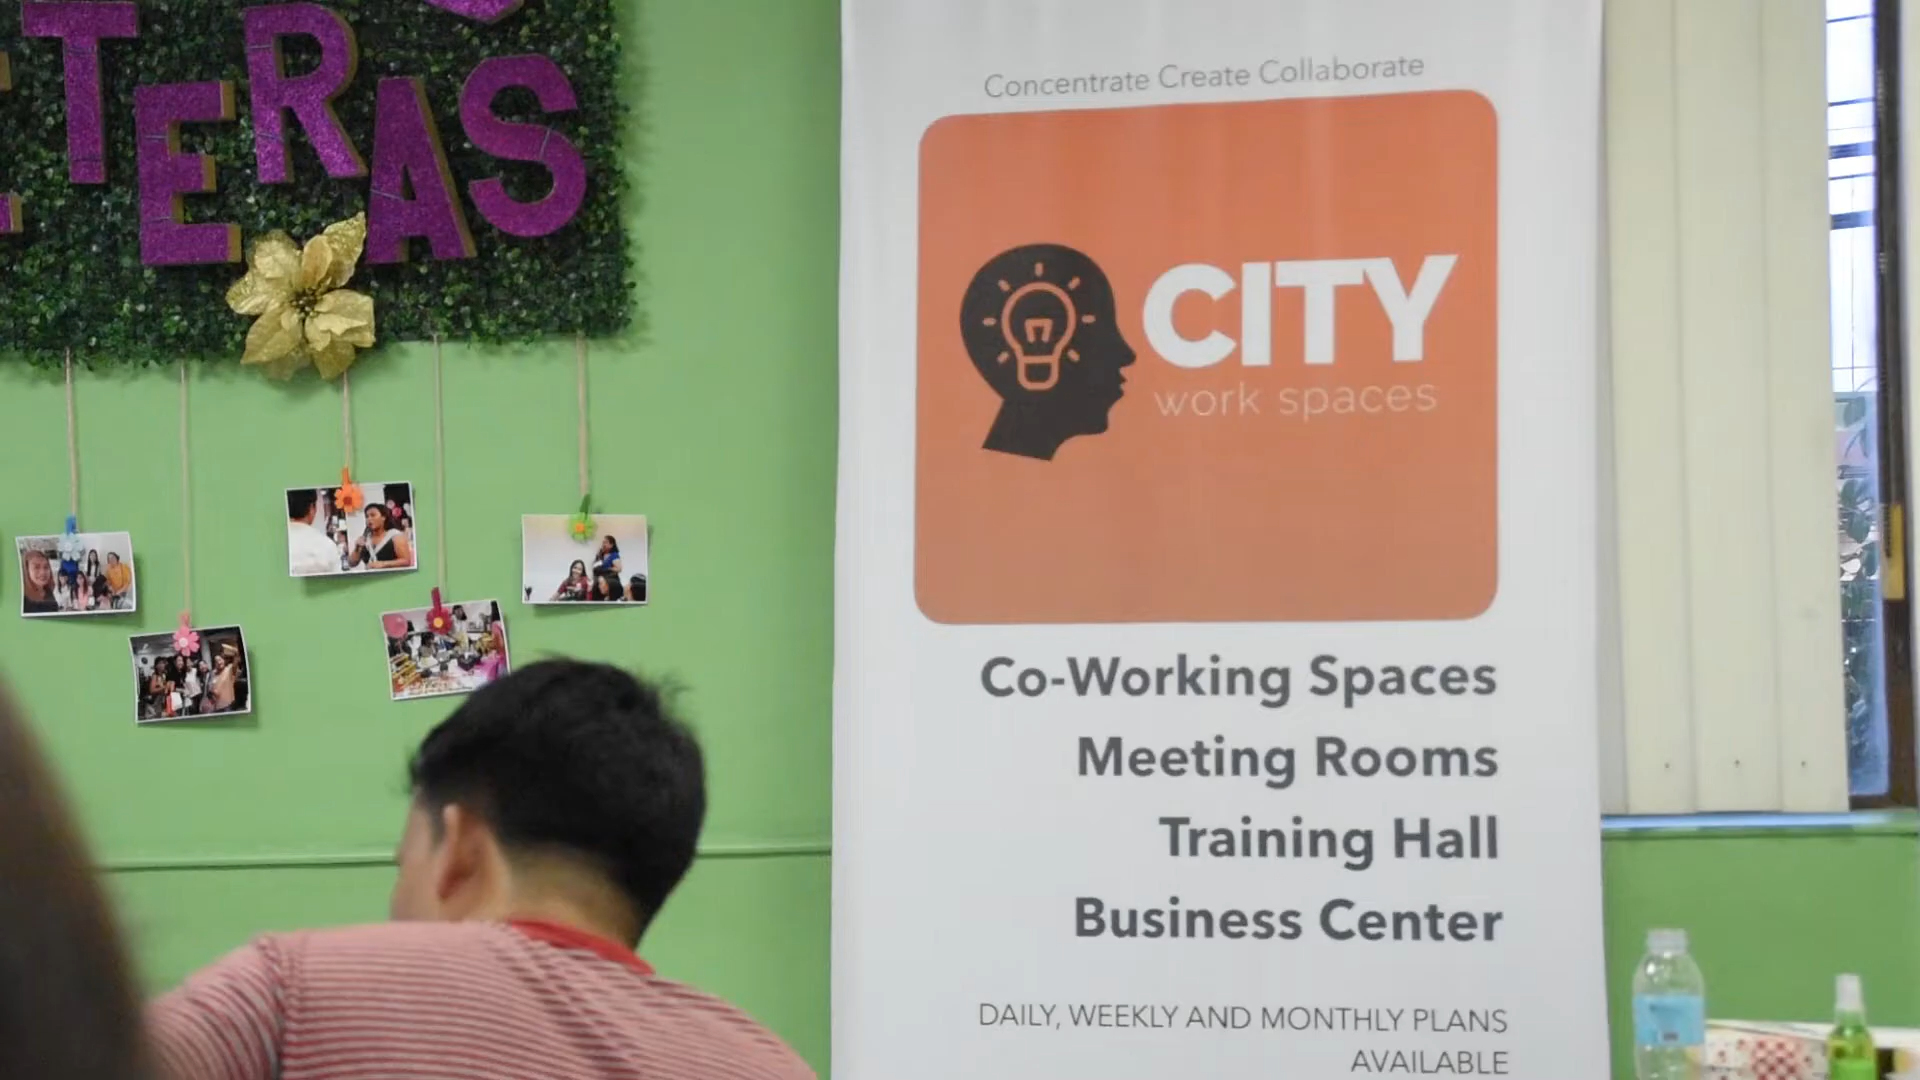 TERAS
Concentrate Create Collaborate
CITY
work spaces
Co-Working Spaces
Meeting Rooms
Training Hall
Business Center
DAILY, WEEKLY AND MONTHLY PLANS
AVAILABLE